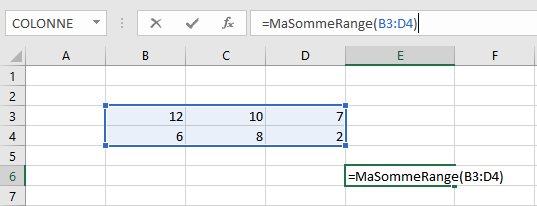 COLONNE =MaSommeRange(B3:D4)
A B C D E F
1
2
3 12 10 7
4 6 8 2
5
6 =MaSommeRange(B3:D4)
7